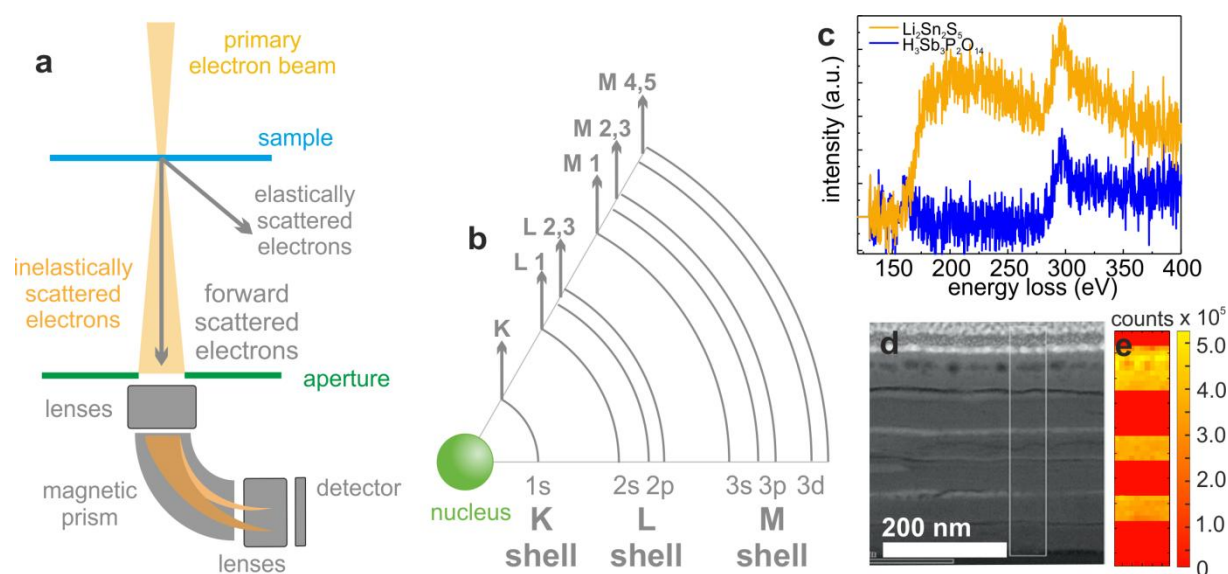 a
primary
electron beam
sample
elastically
scattered
electrons
inelastically
scattered
electrons
forward
scattered
electrons
aperture
lenses
magnetic
prism
detector
lenses
b
M 4,5
M 2,3
M 1
L 2,3
L 1
K
nucleus
1s 2s 2p 3s 3p 3d
K L M
shell shell shell
c
Li₂Sn₂S₅
H₃Sb₃P₂O₁₄
intensity (a.u.)
150 200 250 300 350 400
energy loss (eV)
d
200 nm
e
counts x 10⁵
5.0
4.0
3.0
2.0
1.0
0